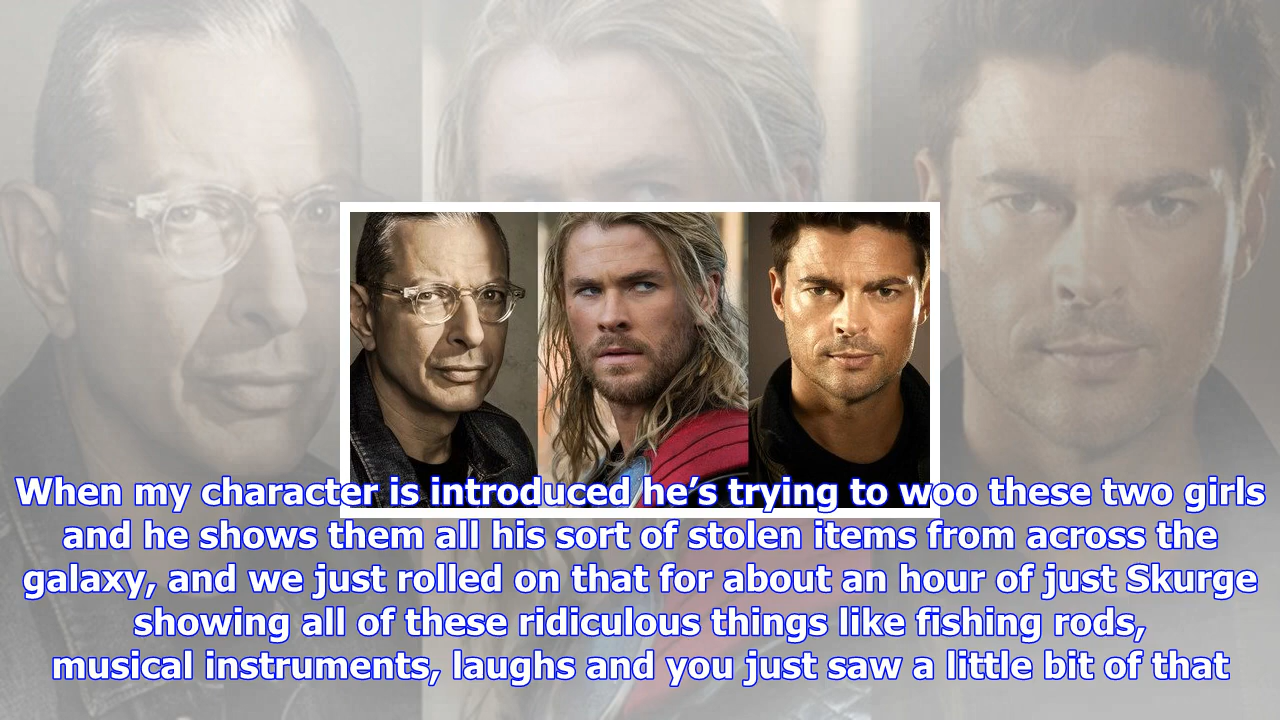 When my character is introduced he’s trying to woo these two girls
and he shows them all his sort of stolen items from across the
galaxy, and we just rolled on that for about an hour of just Skurge
showing all of these ridiculous things like fishing rods,
musical instruments, laughs and you just saw a little bit of that